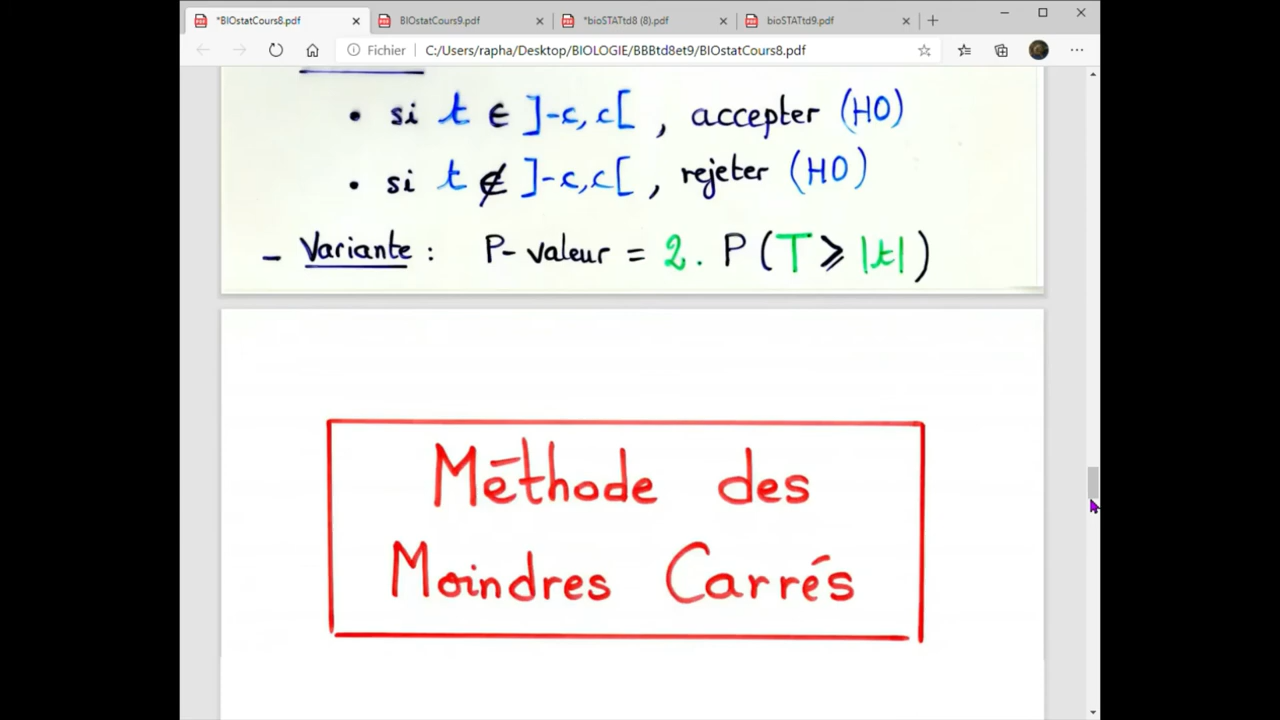 *BIOstatCours8.pdf BIOstatCours9.pdf *bioSTATtd8 (8).pdf bioSTATtd9.pdf
Fichier C:/Users/rapha/Desktop/BIOLOGIE/BBBtd8et9/BIOstatCours8.pdf
• si t ∈ ]-c, c[ , accepter (H0)
• si t ∉ ]-c, c[ , rejeter (H0)
- Variante : P-valeur = 2. P(T ⩾ |t|)
Méthode des
Moindres Carrés